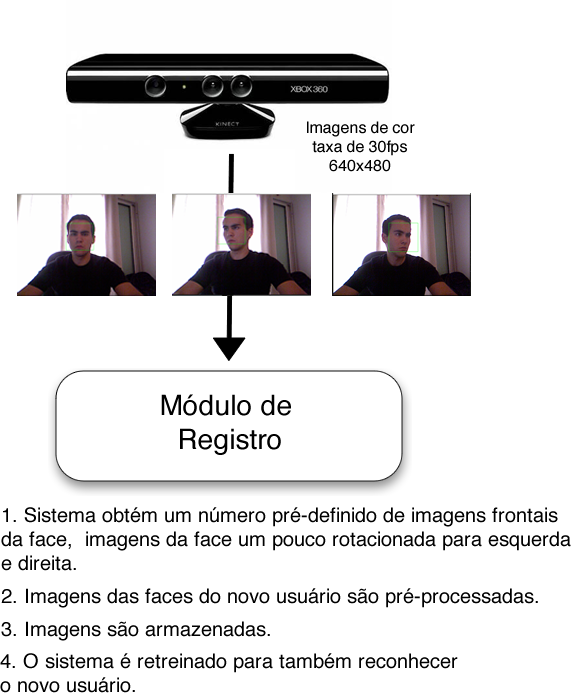 XBOX 360
KINECT
Imagens de cor
taxa de 30fps
640x480
Módulo de
Registro
1. Sistema obtém um número pré-definido de imagens frontais
da face, imagens da face um pouco rotacionada para esquerda
e direita.
2. Imagens das faces do novo usuário são pré-processadas.
3. Imagens são armazenadas.
4. O sistema é retreinado para também reconhecer
o novo usuário.